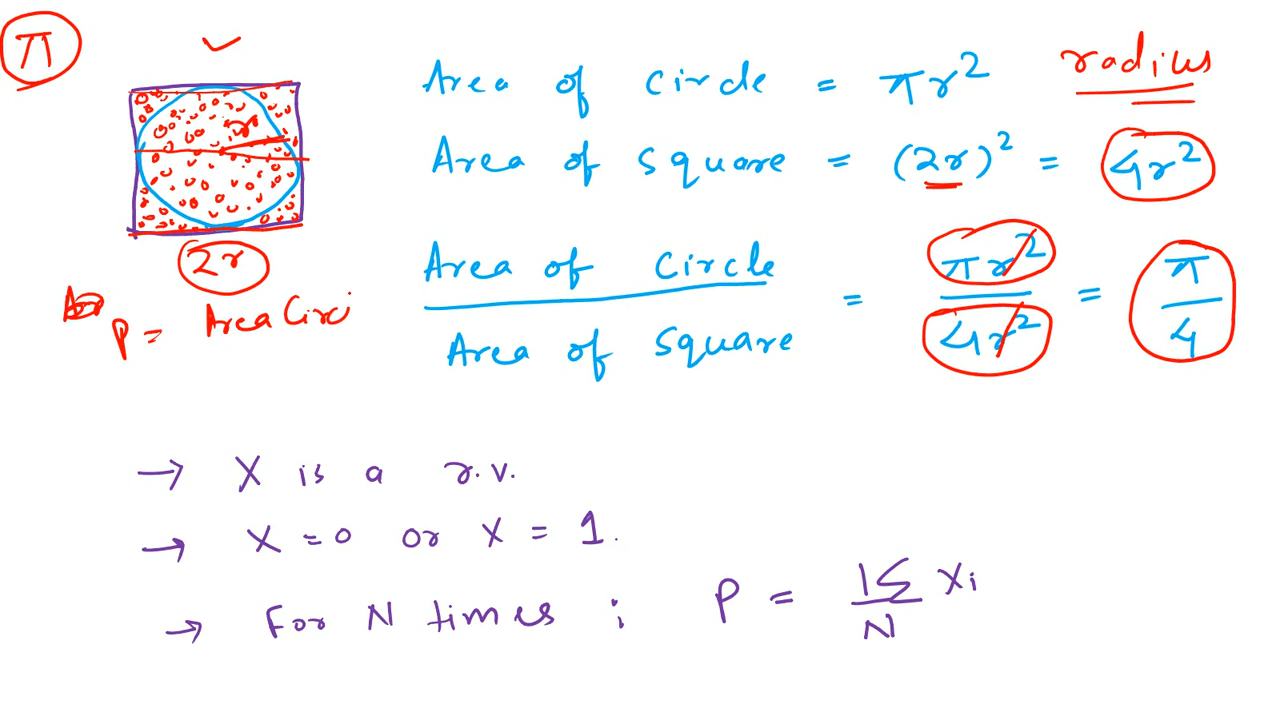 π
radius
r
2r
Area of circle = πr²
Area of square = (2r)² = 4r²
Area of circle / Area of square = πr² / 4r² = π / 4
P = Area Circ
→ X is a r.v.
→ X = 0 or X = 1.
→ For N times ; P = 1/N Σ Xi